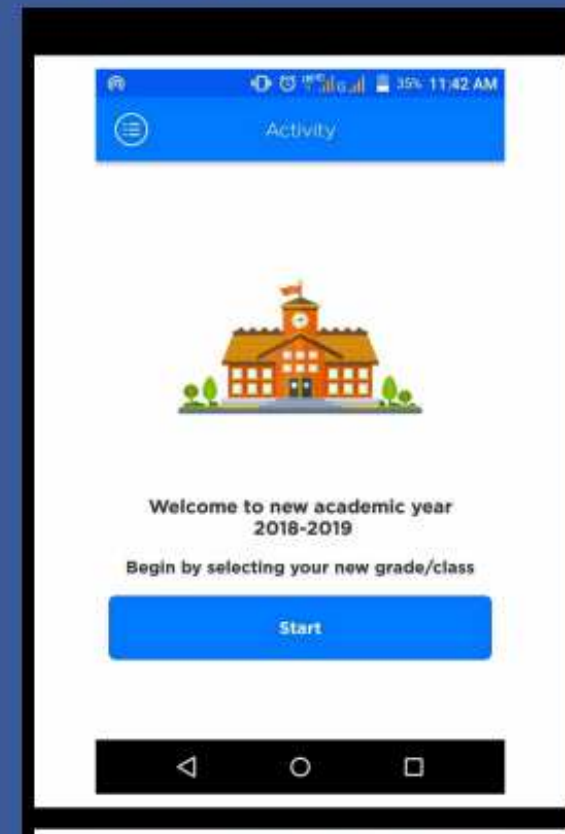 35% 11:42 AM
Activity
Welcome to new academic year
2018-2019
Begin by selecting your new grade/class
Start